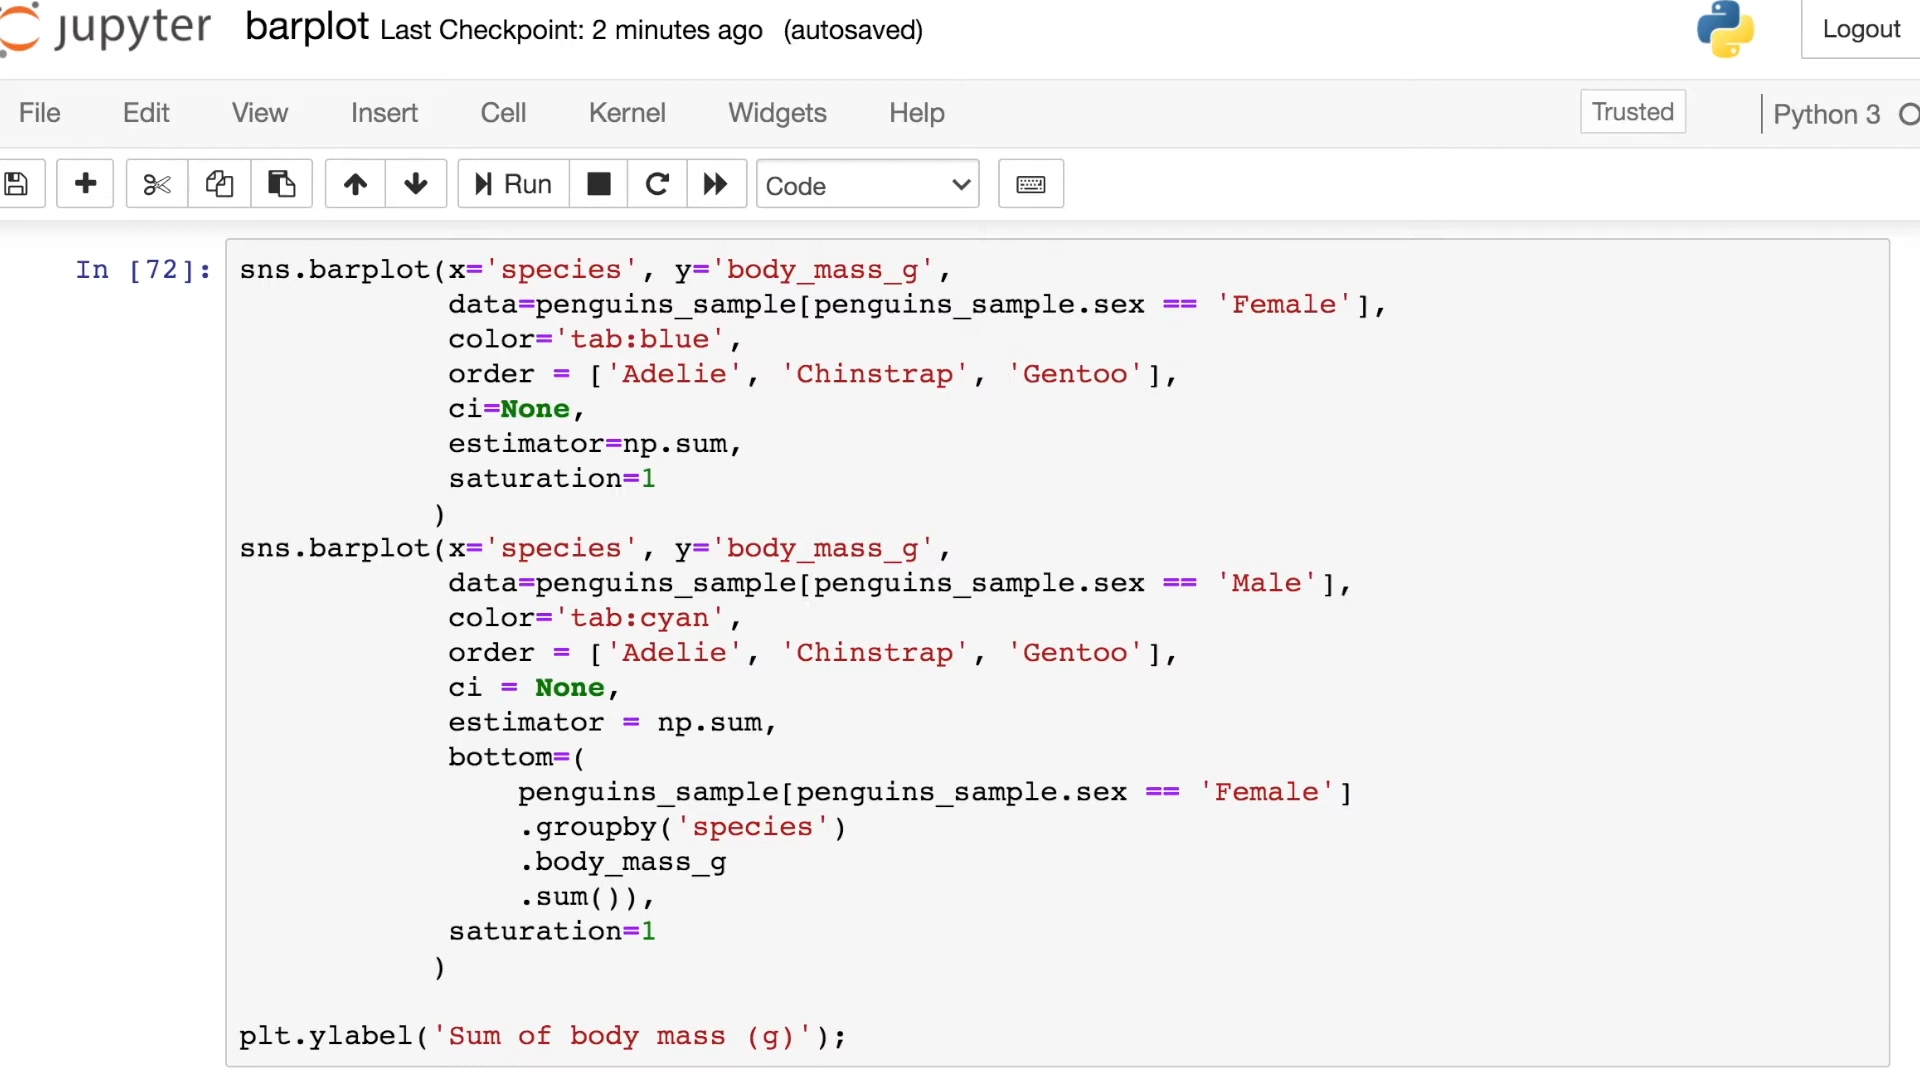 jupyter barplot Last Checkpoint: 2 minutes ago (autosaved) Logout
File Edit View Insert Cell Kernel Widgets Help Trusted Python 3
Run Code
In [72]: sns.barplot(x='species', y='body_mass_g',
data=penguins_sample[penguins_sample.sex == 'Female'],
color='tab:blue',
order = ['Adelie', 'Chinstrap', 'Gentoo'],
ci=None,
estimator=np.sum,
saturation=1
)
sns.barplot(x='species', y='body_mass_g',
data=penguins_sample[penguins_sample.sex == 'Male'],
color='tab:cyan',
order = ['Adelie', 'Chinstrap', 'Gentoo'],
ci = None,
estimator = np.sum,
bottom=(
penguins_sample[penguins_sample.sex == 'Female']
.groupby('species')
.body_mass_g
.sum()),
saturation=1
)
plt.ylabel('Sum of body mass (g)');